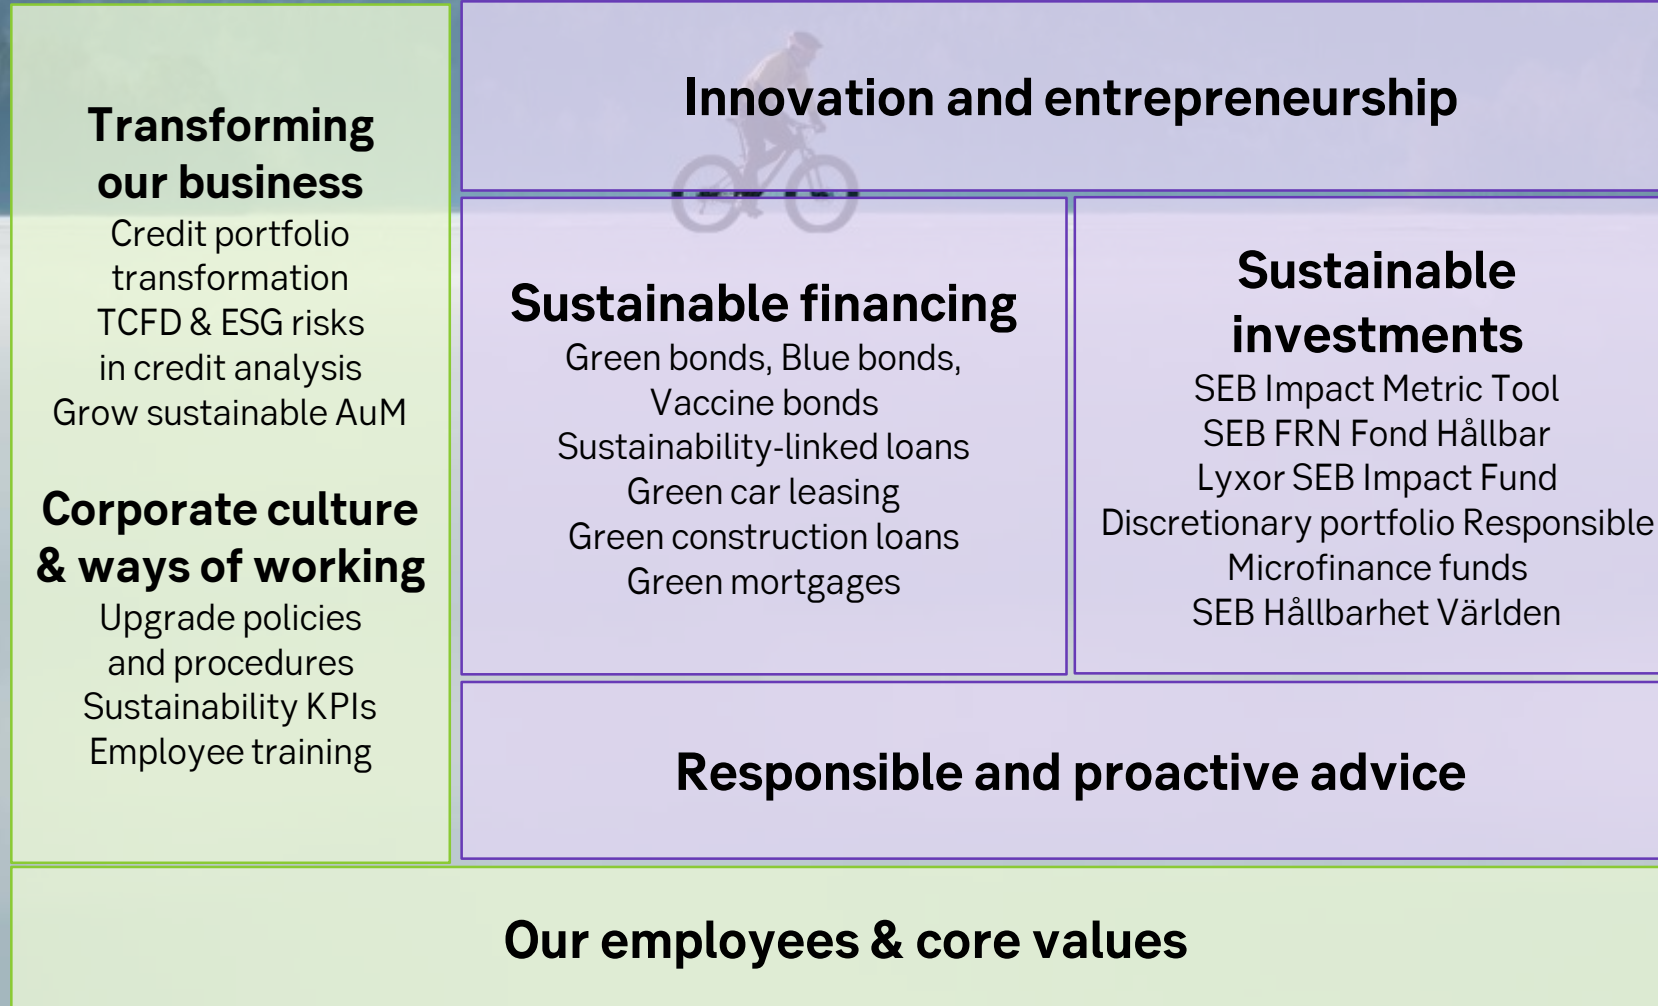 Transforming
our business
Credit portfolio
transformation
TCFD & ESG risks
in credit analysis
Grow sustainable AuM
Corporate culture
& ways of working
Upgrade policies
and procedures
Sustainability KPIs
Employee training
Innovation and entrepreneurship
Sustainable financing
Green bonds, Blue bonds,
Vaccine bonds
Sustainability-linked loans
Green car leasing
Green construction loans
Green mortgages
Sustainable
investments
SEB Impact Metric Tool
SEB FRN Fond Hållbar
Lyxor SEB Impact Fund
Discretionary portfolio Responsible
Microfinance funds
SEB Hållbarhet Världen
Responsible and proactive advice
Our employees & core values